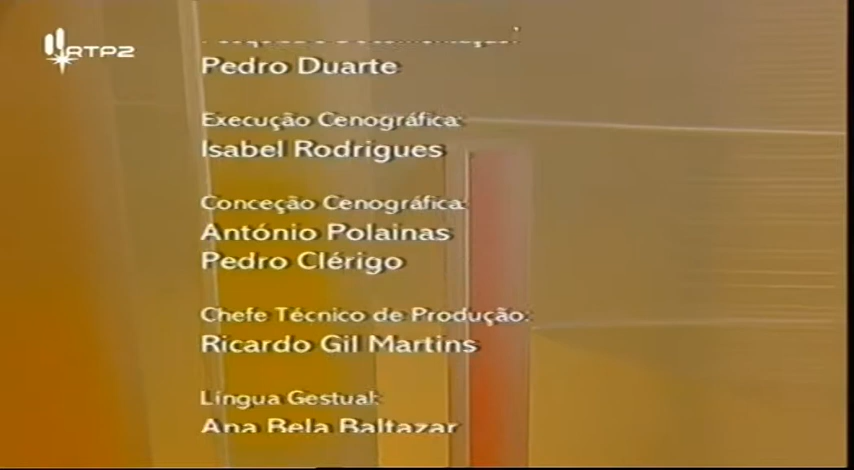 RTP2
Pedro Duarte
Execução Cenográfica:
Isabel Rodrigues
Conceção Cenográfica:
António Polainas
Pedro Clérigo
Chefe Técnico de Produção:
Ricardo Gil Martins
Língua Gestual:
Ana Bela Baltazar